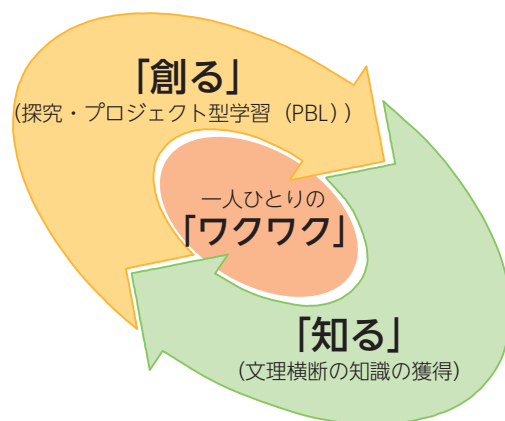 「創る」
(探究・プロジェクト型学習（PBL））
一人ひとりの
「ワクワク」
「知る」
(文理横断の知識の獲得)